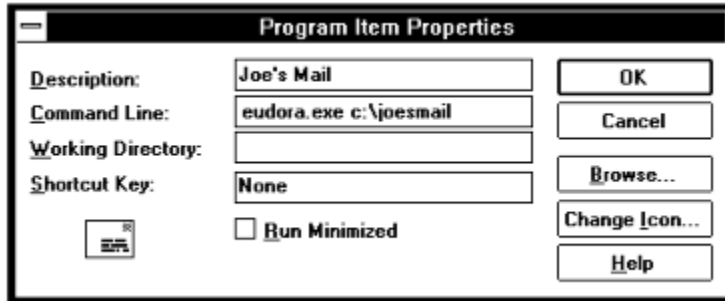 Program Item Properties
Description: Joe's Mail
Command Line: eudora.exe c:\joesmail
Working Directory:
Shortcut Key: None
Run Minimized
OK
Cancel
Browse...
Change Icon...
Help